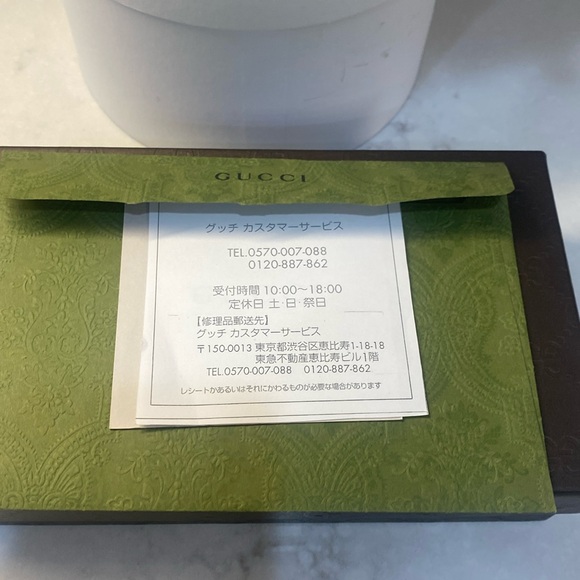 GUCCI
グッチ カスタマーサービス
TEL.0570-007-088
0120-887-862
受付時間 10:00～18:00
定休日 土・日・祭日
【修理品郵送先】
グッチ カスタマーサービス
〒150-0013 東京都渋谷区恵比寿1-18-18
東急不動産恵比寿ビル1階
TEL.0570-007-088 0120-887-862
レシートかあるいはそれにかわるものが必要な場合があります